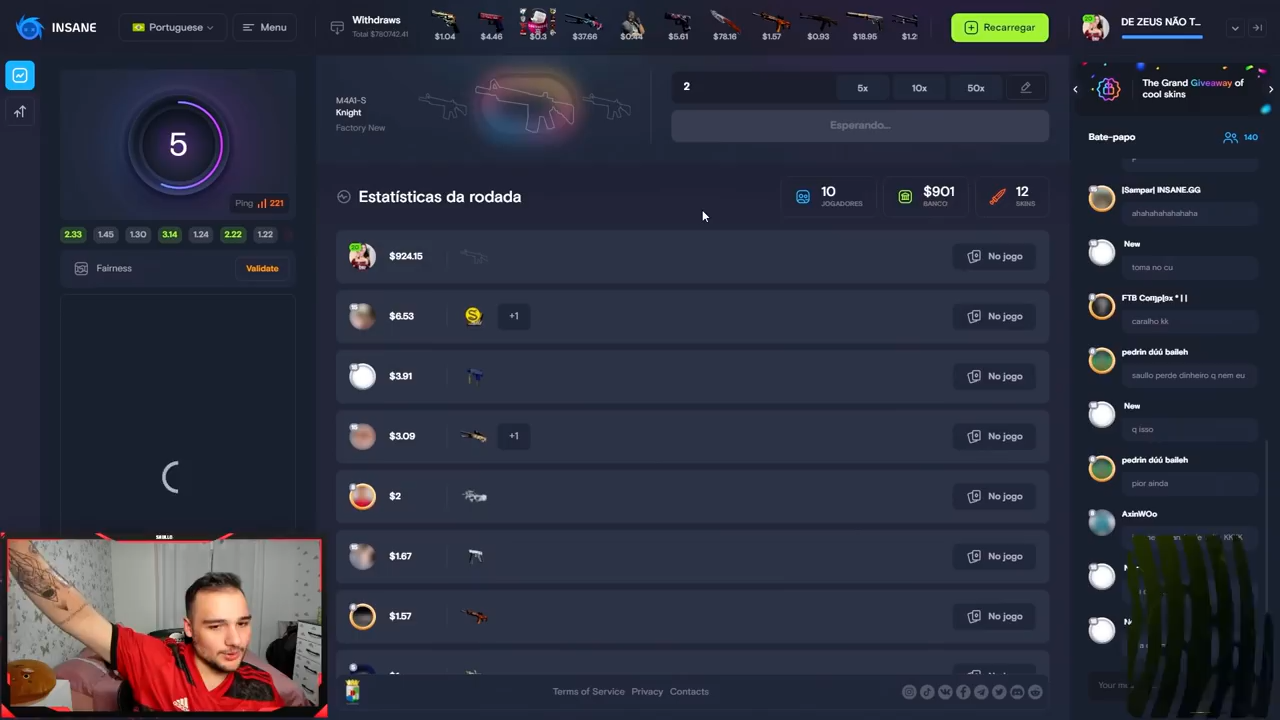 INSANE
Portuguese
Menu
Withdraws
Total $780742.41
$1.04
$4.46
$0.3
$37.66
$0.44
$5.61
$78.16
$1.57
$0.93
$18.95
Recarregar
DE ZEUS NÃO T...
5
Ping 221
2.33 1.45 1.30 3.14 1.24 2.22 1.22
Fairness
Validate
M4A1-S
Knight
Factory New
2
5x
10x
50x
Esperando...
Estatísticas da rodada
10
JOGADORES
$901
BANCO
12
SKINS
$924.15
No jogo
$6.53
+1
No jogo
$3.91
No jogo
$3.09
+1
No jogo
$2
No jogo
$1.67
No jogo
$1.57
No jogo
Terms of Service Privacy Contacts
SAULLO
The Grand Giveaway of
cool skins
Bate-papo
140
|Sampar| INSANE.GG
ahahahahahaha
New
toma no cu
caralho kk
pedrin dúú baileh
saullo perde dinheiro q nem eu
New
q isso
pedrin dúú baileh
pior ainda
AxinWOo